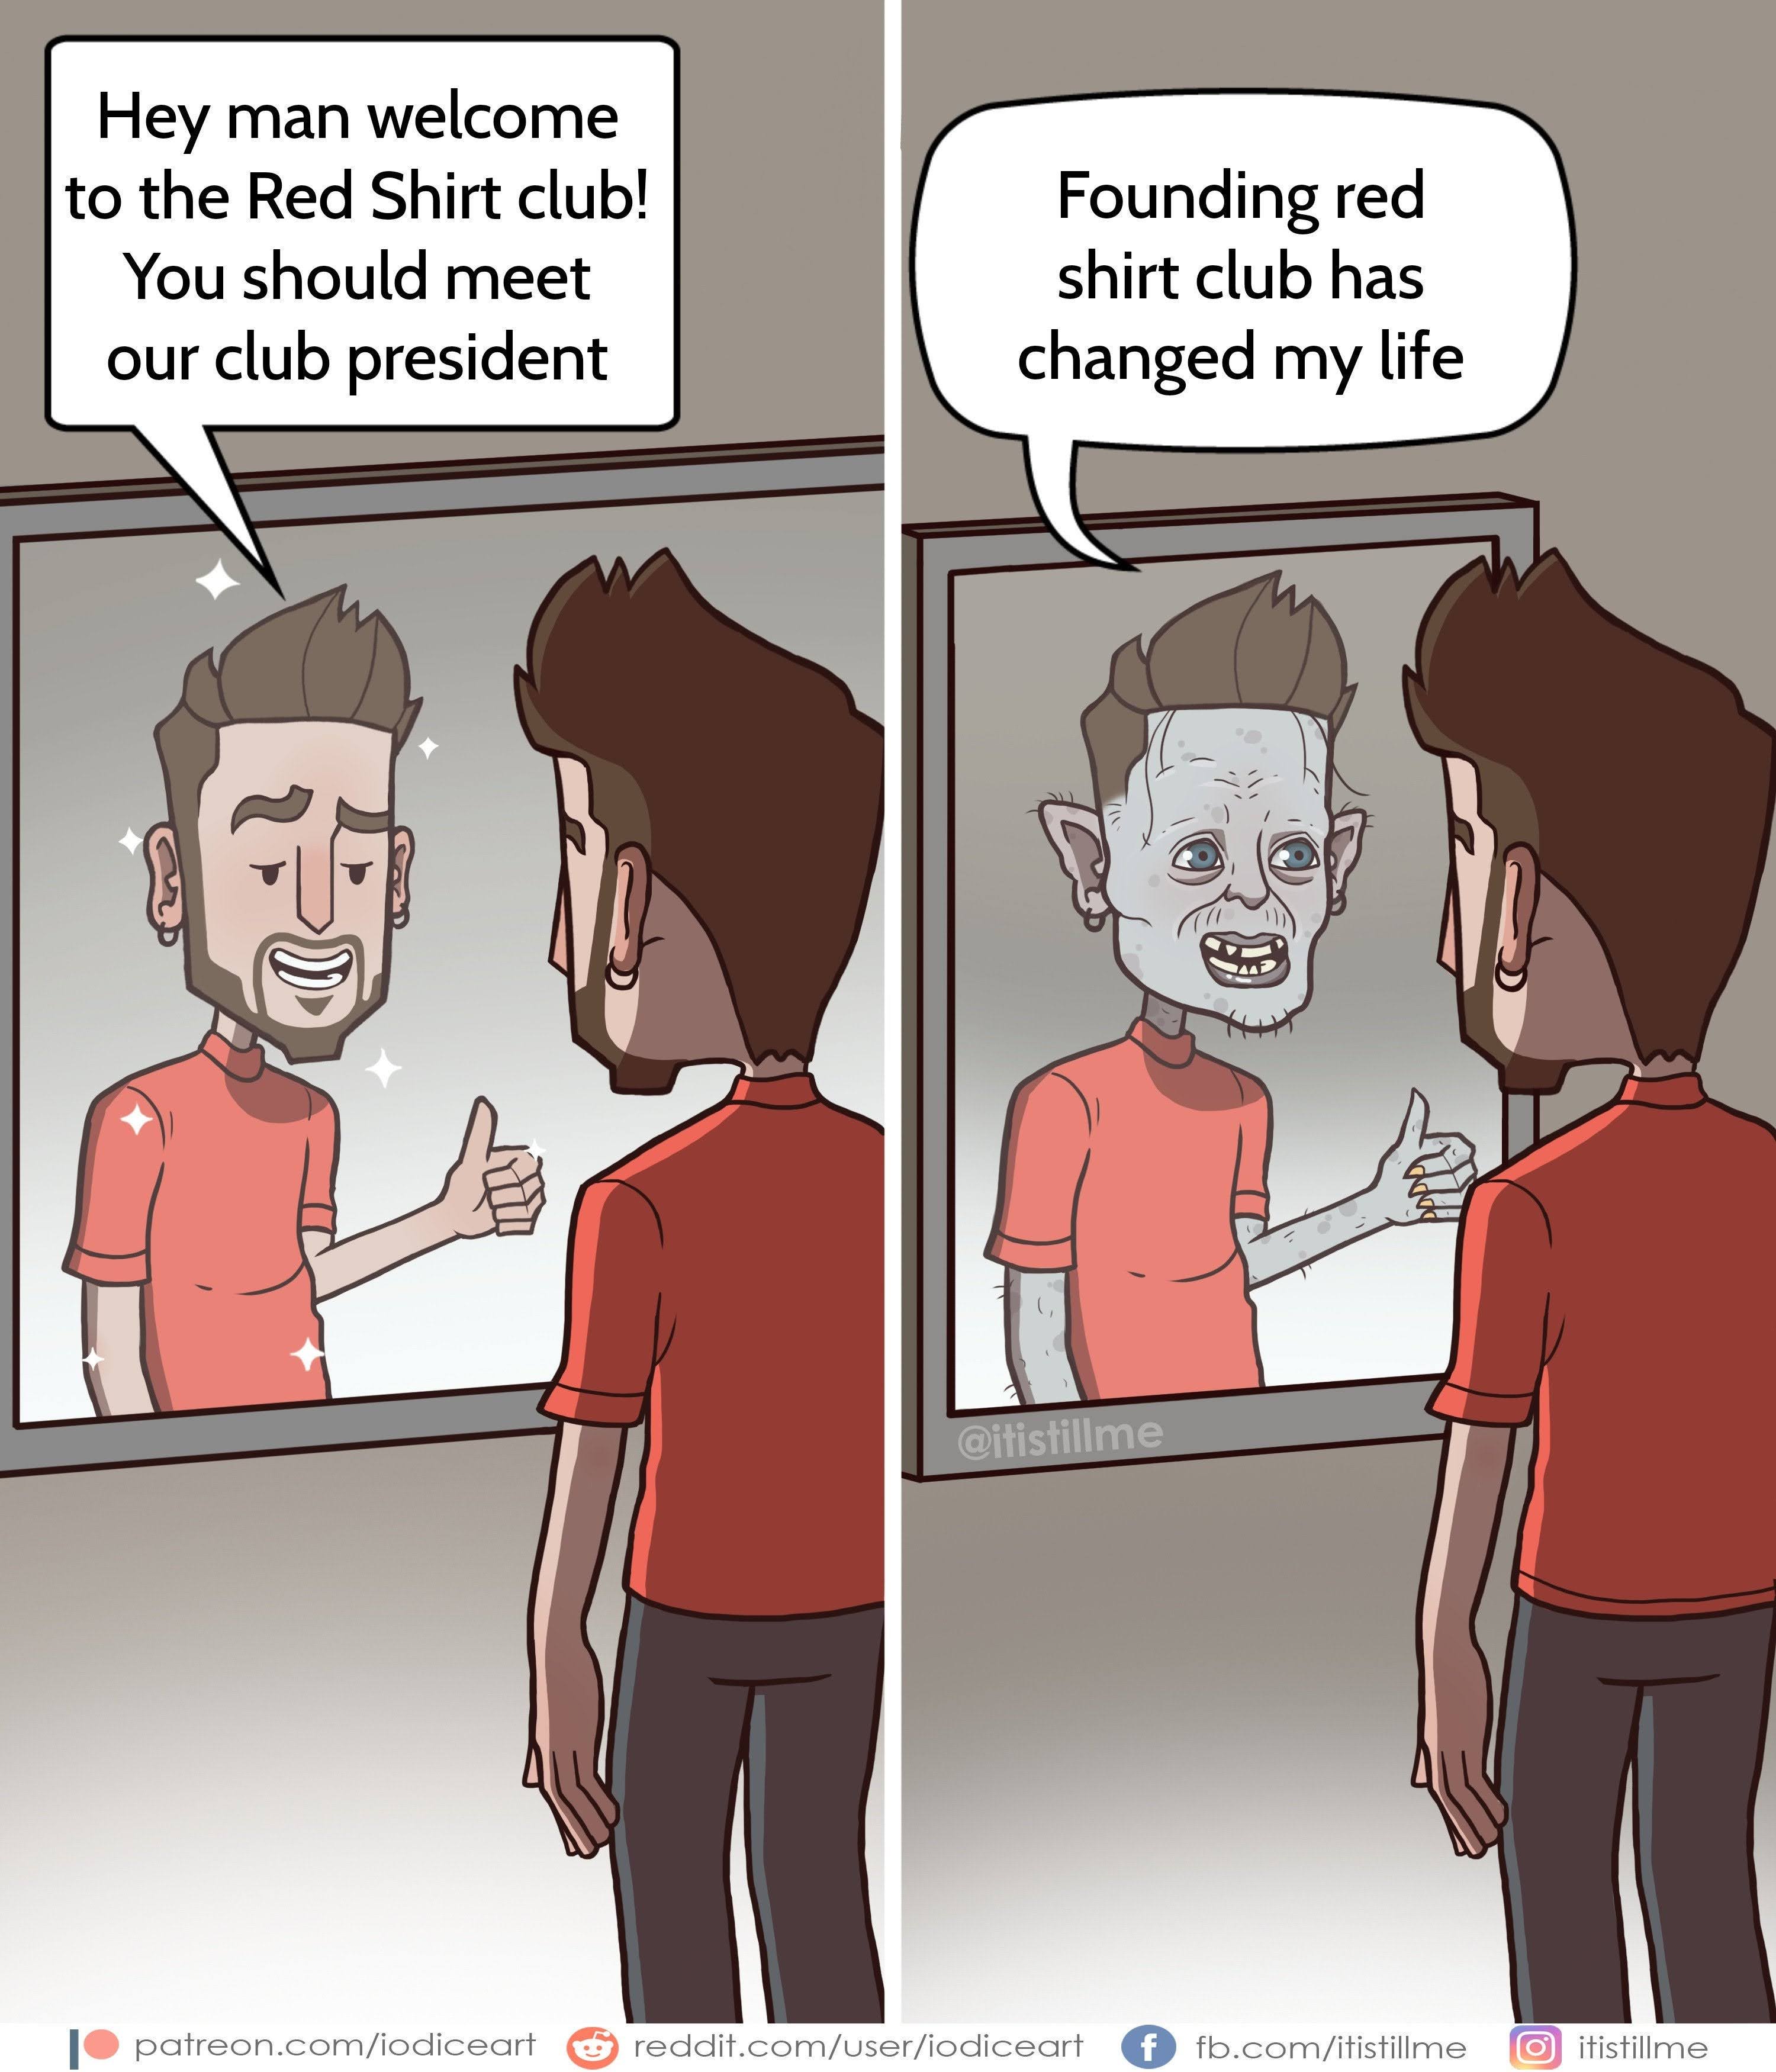 Hey man welcome
to the Red Shirt club!
You should meet
our club president
Founding red
shirt club has
changed my life
@itistillme
patreon.com/iodiceart
reddit.com/user/iodiceart
fb.com/itistillme
itistillme